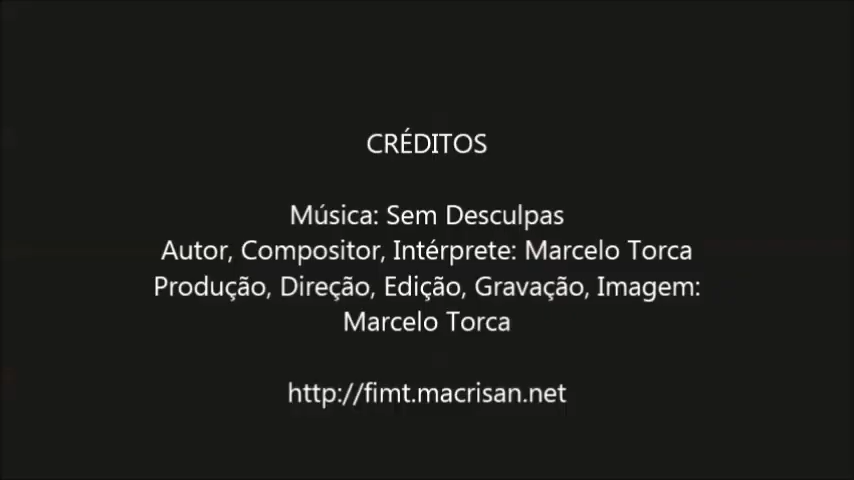 CRÉDITOS
Música: Sem Desculpas
Autor, Compositor, Intérprete: Marcelo Torca
Produção, Direção, Edição, Gravação, Imagem:
Marcelo Torca
http://fimt.macrisan.net